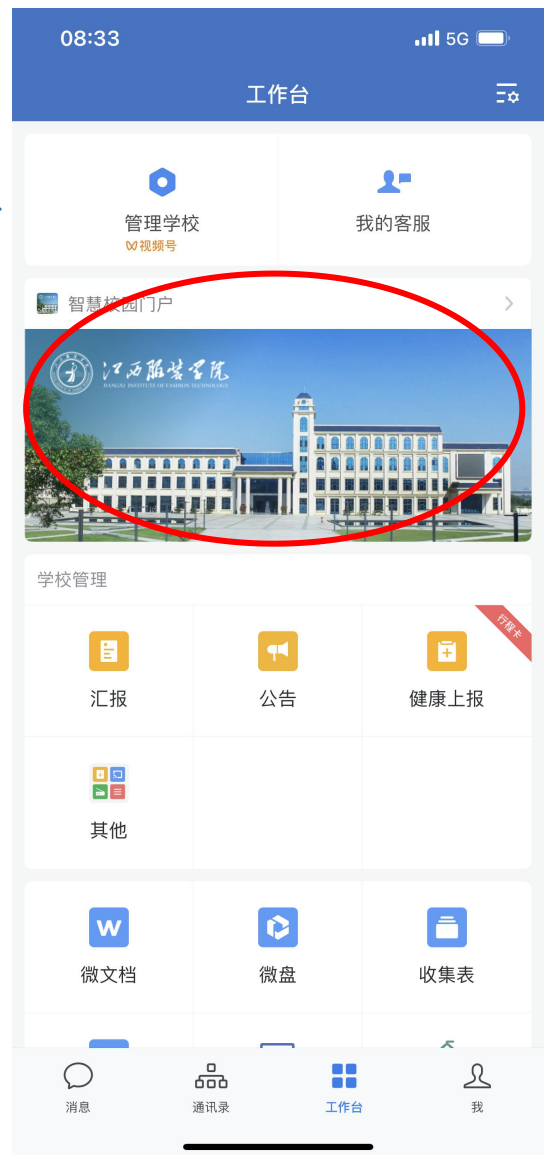 08:33
5G
工作台
管理学校
视频号
我的客服
智慧校园门户
江西服装学院
JIANGXI INSTITUTE OF FASHION TECHNOLOGY
学校管理
行程卡
汇报
公告
健康上报
其他
W
微文档
微盘
收集表
消息
通讯录
工作台
我